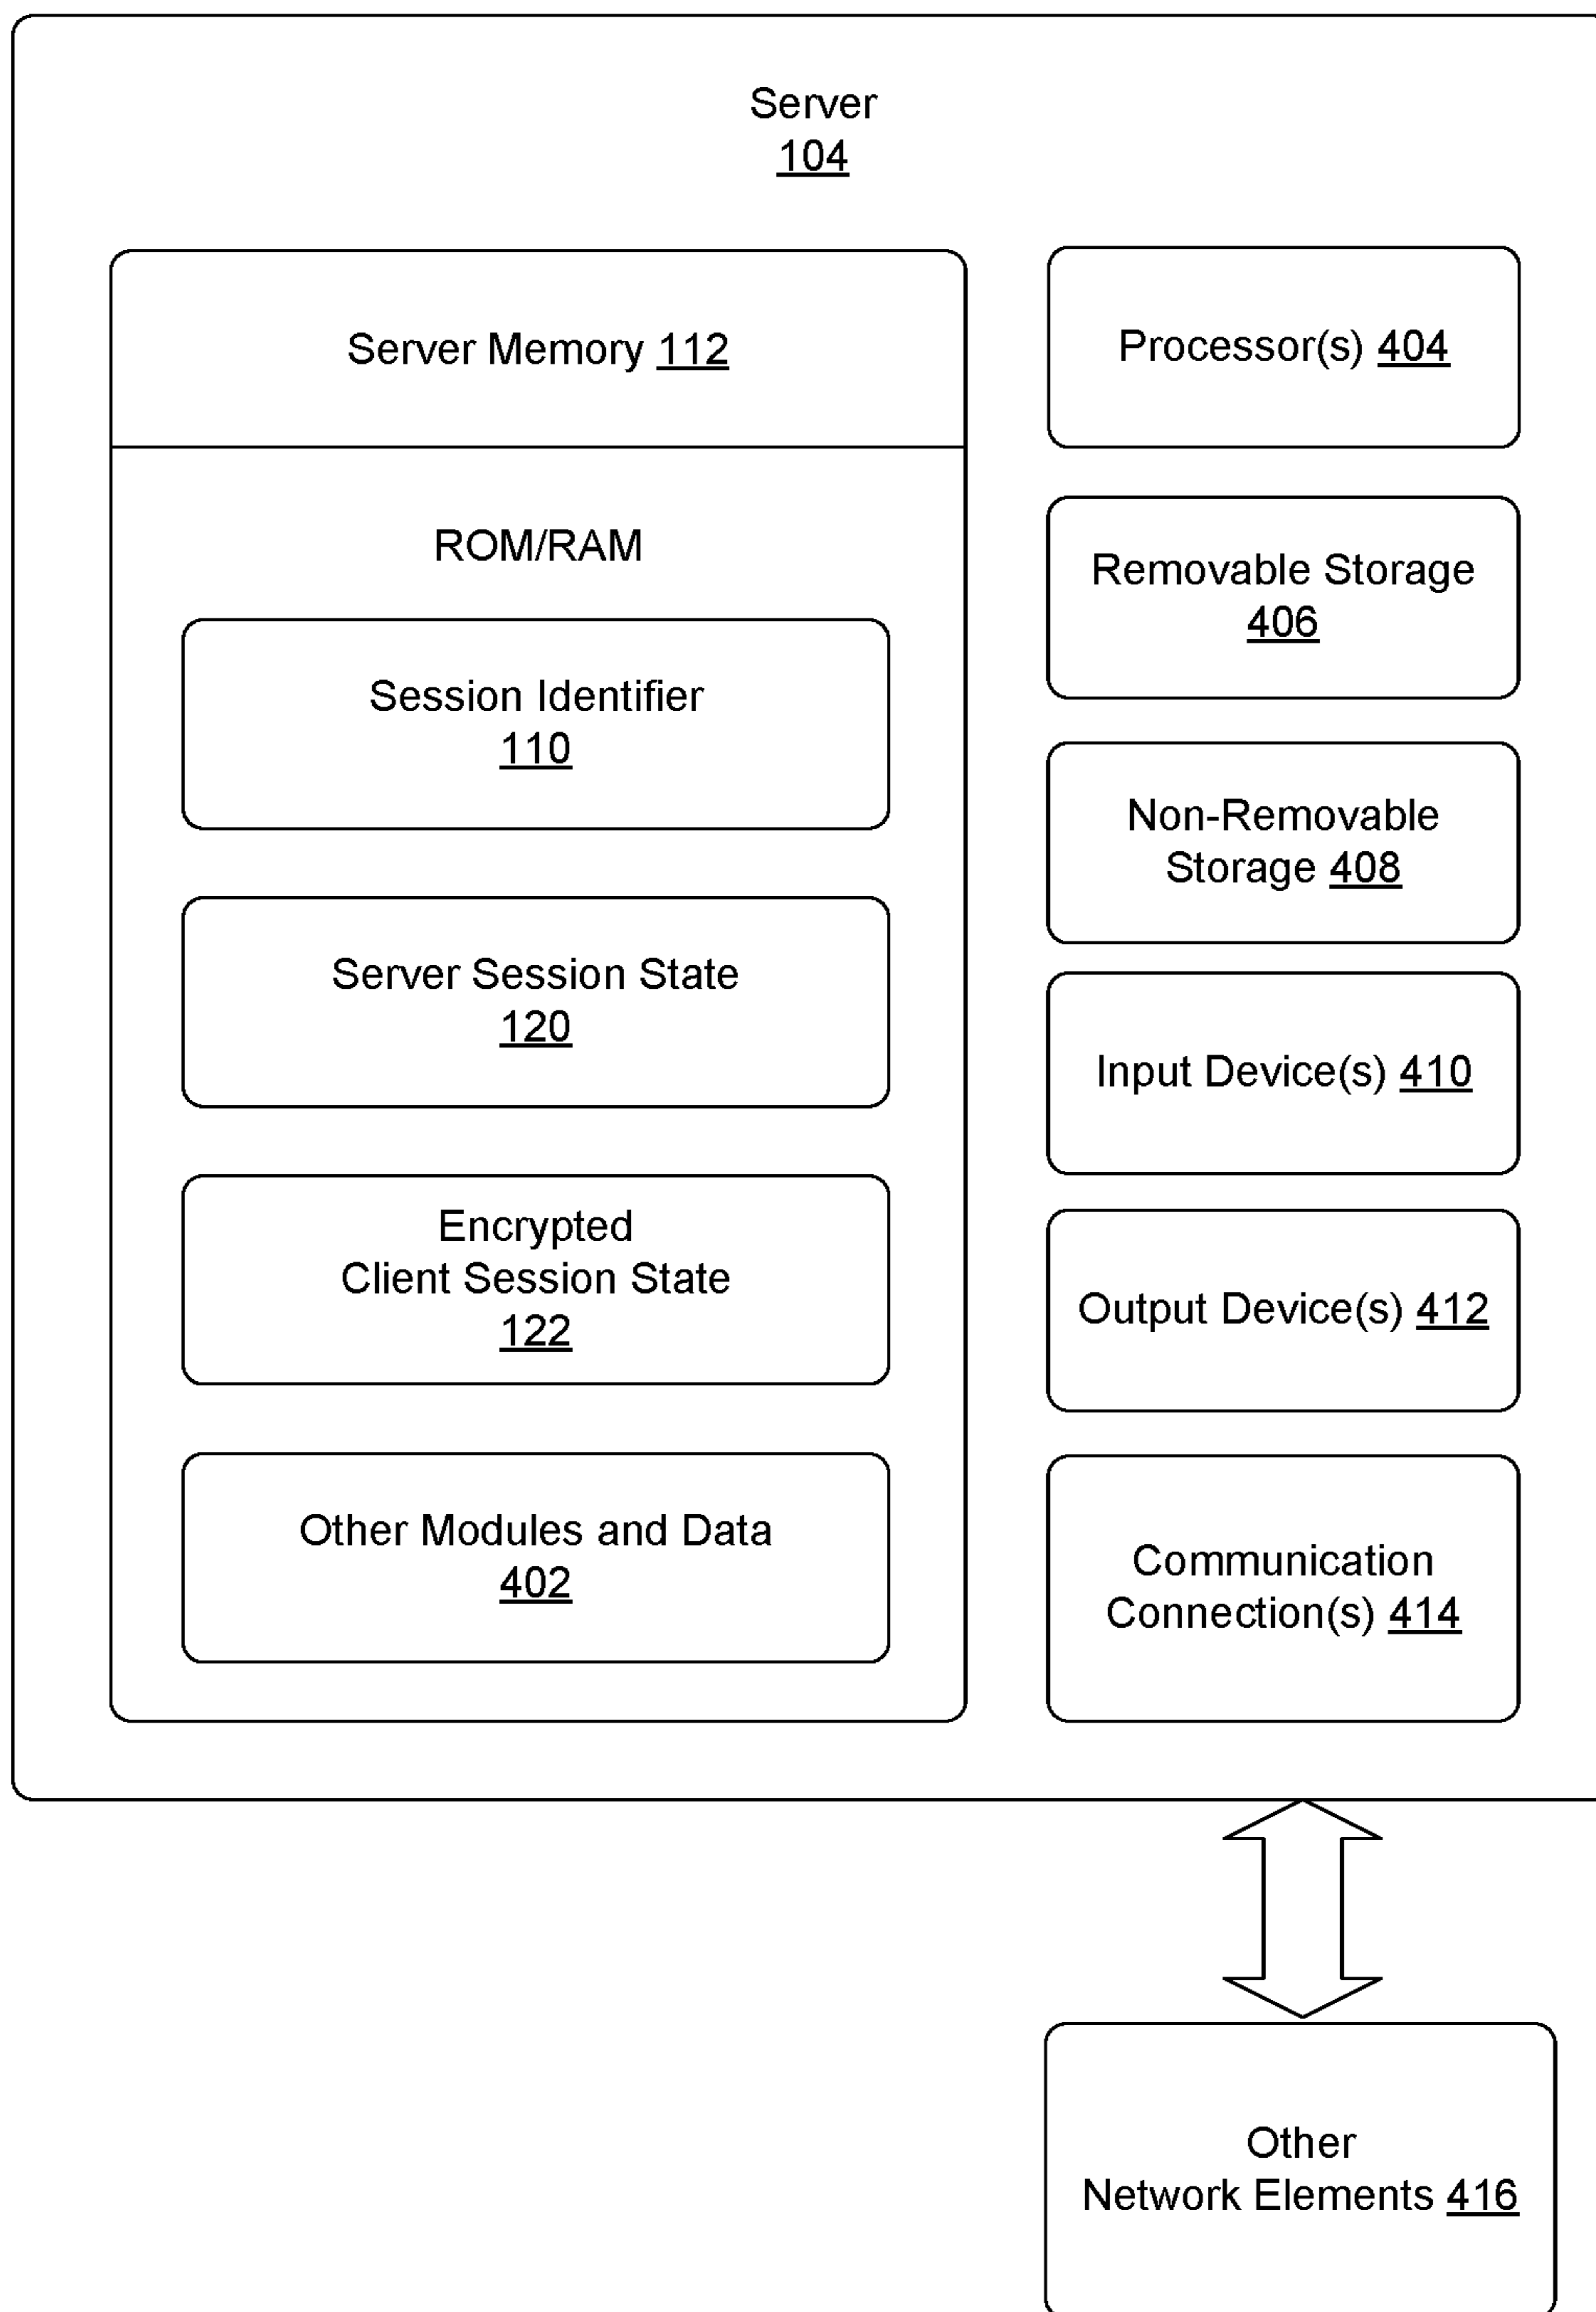 Server
104
Server Memory 112
ROM/RAM
Session Identifier
110
Server Session State
120
Encrypted
Client Session State
122
Other Modules and Data
402
Processor(s) 404
Removable Storage
406
Non-Removable
Storage 408
Input Device(s) 410
Output Device(s) 412
Communication
Connection(s) 414
Other
Network Elements 416